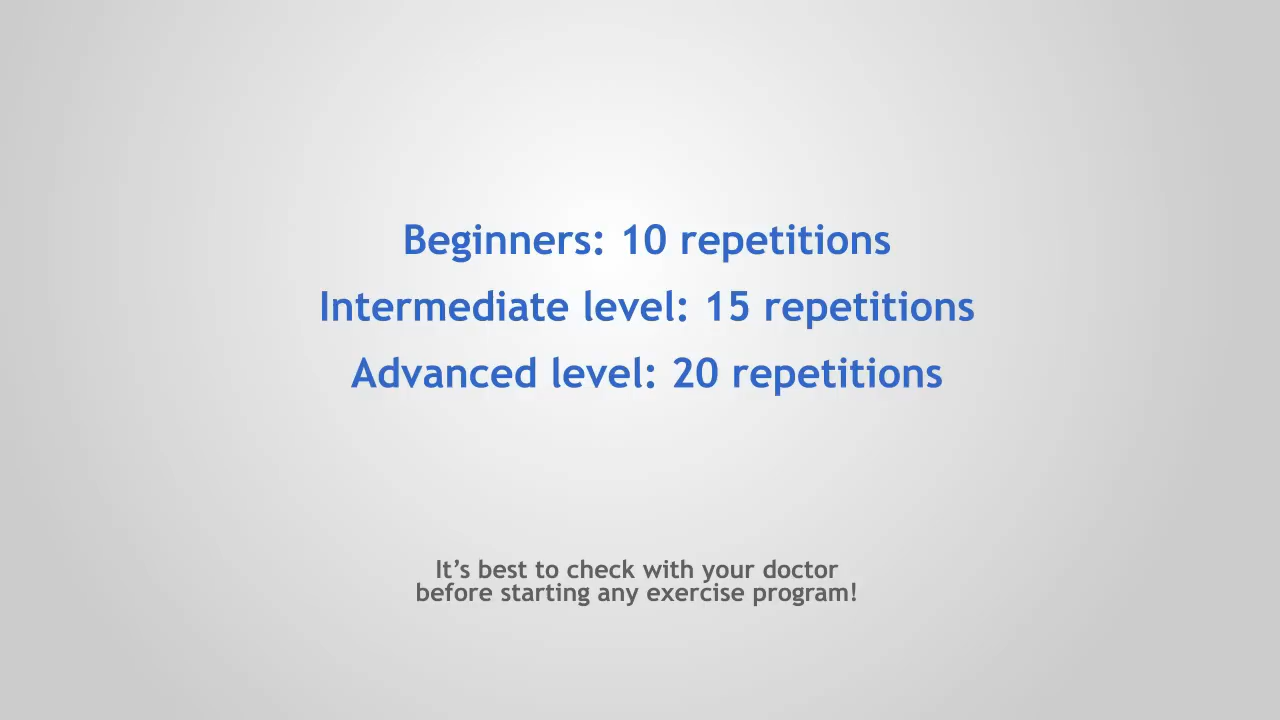 Beginners: 10 repetitions
Intermediate level: 15 repetitions
Advanced level: 20 repetitions
It’s best to check with your doctor
before starting any exercise program!